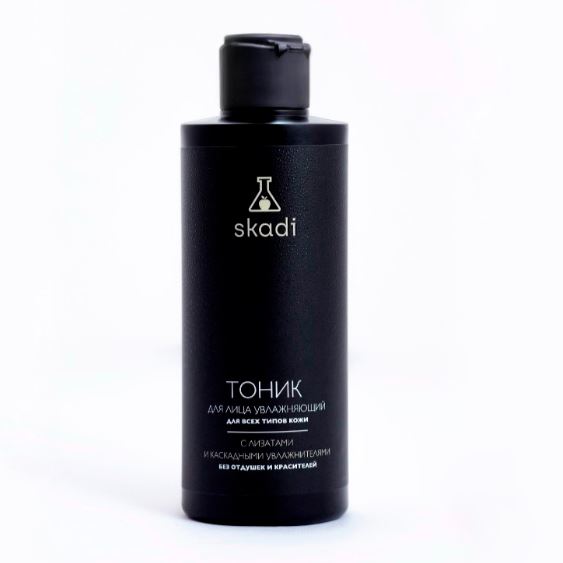 skadi
ТОНИК
ДЛЯ ЛИЦА УВЛАЖНЯЮЩИЙ
ДЛЯ ВСЕХ ТИПОВ КОЖИ
С ЛИЗАТАМИ
И КАСКАДНЫМИ УВЛАЖНИТЕЛЯМИ
БЕЗ ОТДУШЕК И КРАСИТЕЛЕЙ